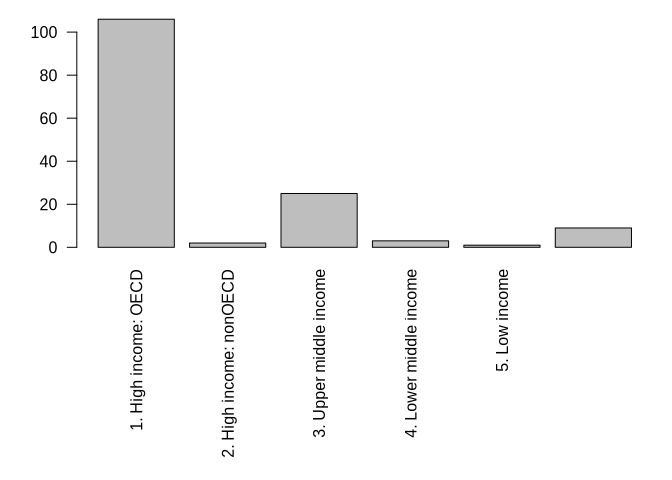 100
80
60
40
20
0
1. High income: OECD
2. High income: nonOECD
3. Upper middle income
4. Lower middle income
5. Low income